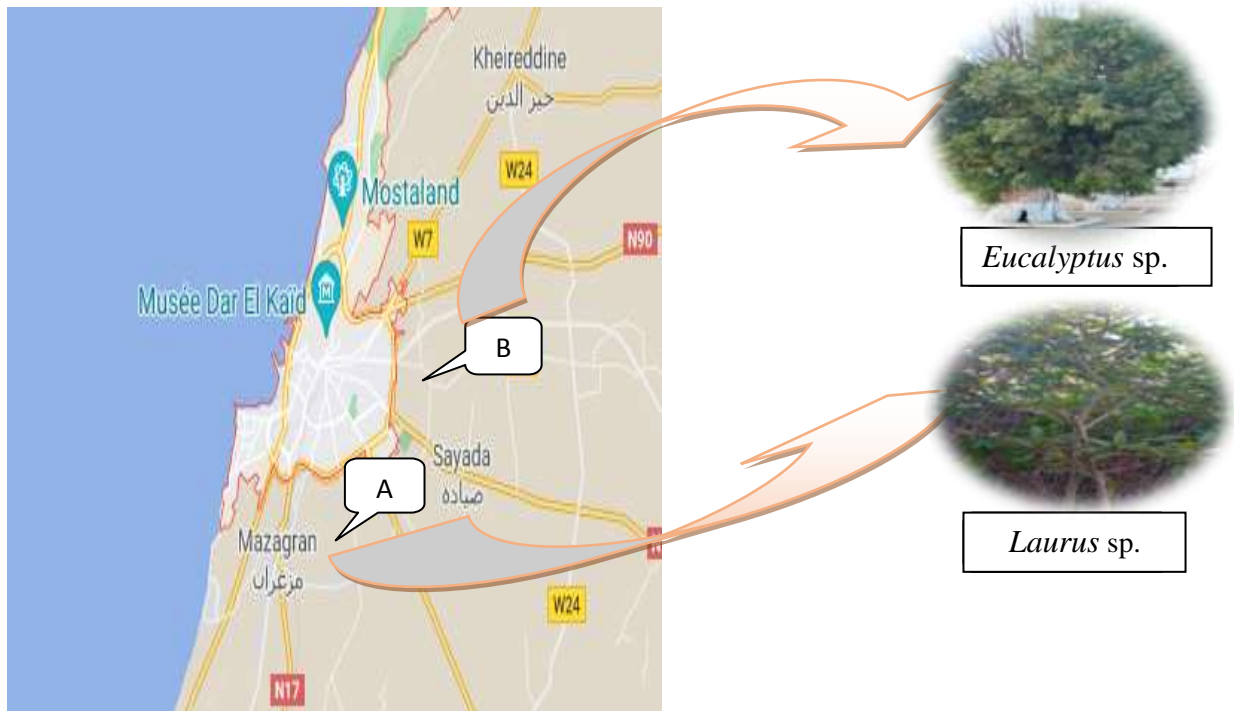 Kheireddine
خير الدين
W24
Mostaland
W7
N90
Musée Dar El Kaïd
B
Eucalyptus sp.
Sayada
صياده
A
Mazagran
مزغران
Laurus sp.
W24
N17